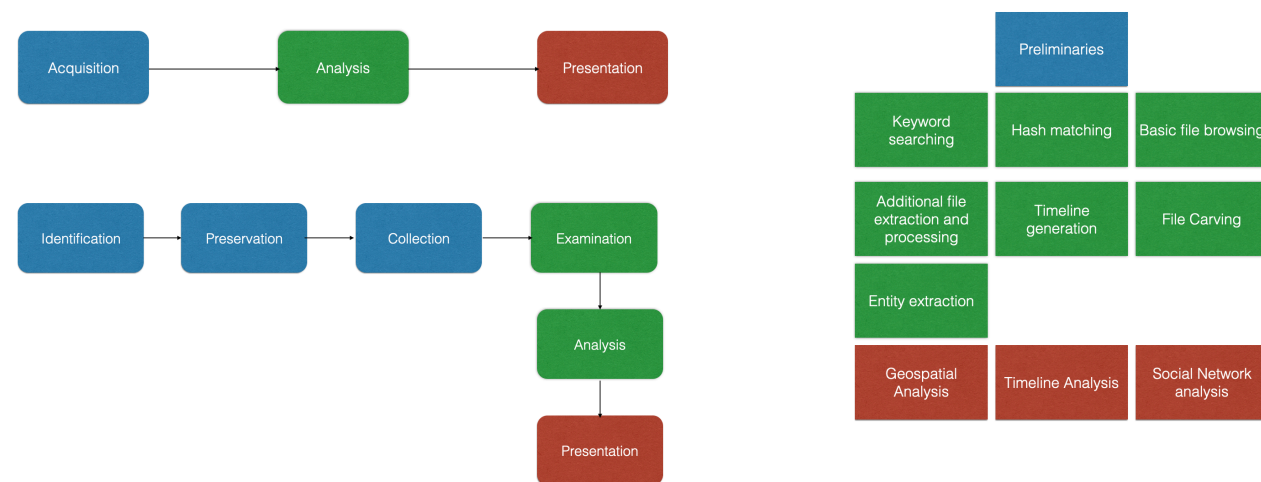 Acquisition
Analysis
Presentation
Identification
Preservation
Collection
Examination
Analysis
Presentation
Preliminaries
Keyword
searching
Hash matching
Basic file browsing
Additional file
extraction and
processing
Timeline
generation
File Carving
Entity extraction
Geospatial
Analysis
Timeline Analysis
Social Network
analysis